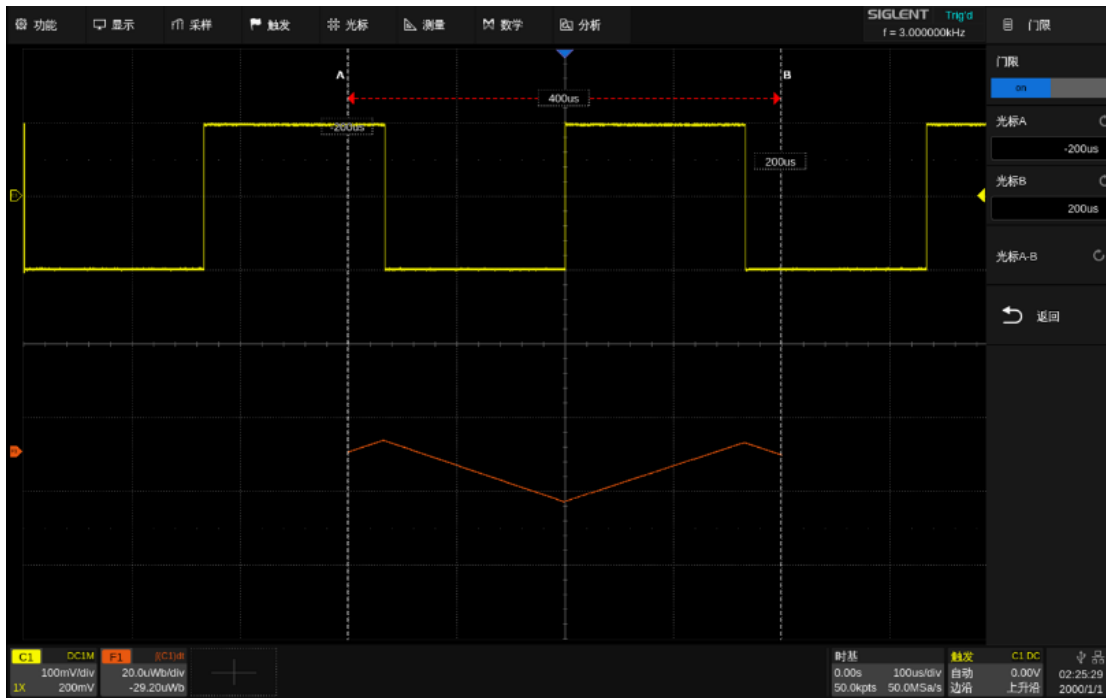 功能 显示 采样 触发 光标 测量 数学 分析
SIGLENT Trig'd
f = 3.000000kHz
门限
门限
on
光标A
-200us
光标B
200us
光标A-B
返回
A B
400us
-200us
200us
C1 DC1M
100mV/div
1X 200mV
F1 ∫(C1)dt
20.0uWb/div
-29.20uWb
时基
0.00s 100us/div
50.0kpts 50.0MSa/s
触发 C1 DC
自动 0.00V
边沿 上升沿
02:25:29
2000/1/1